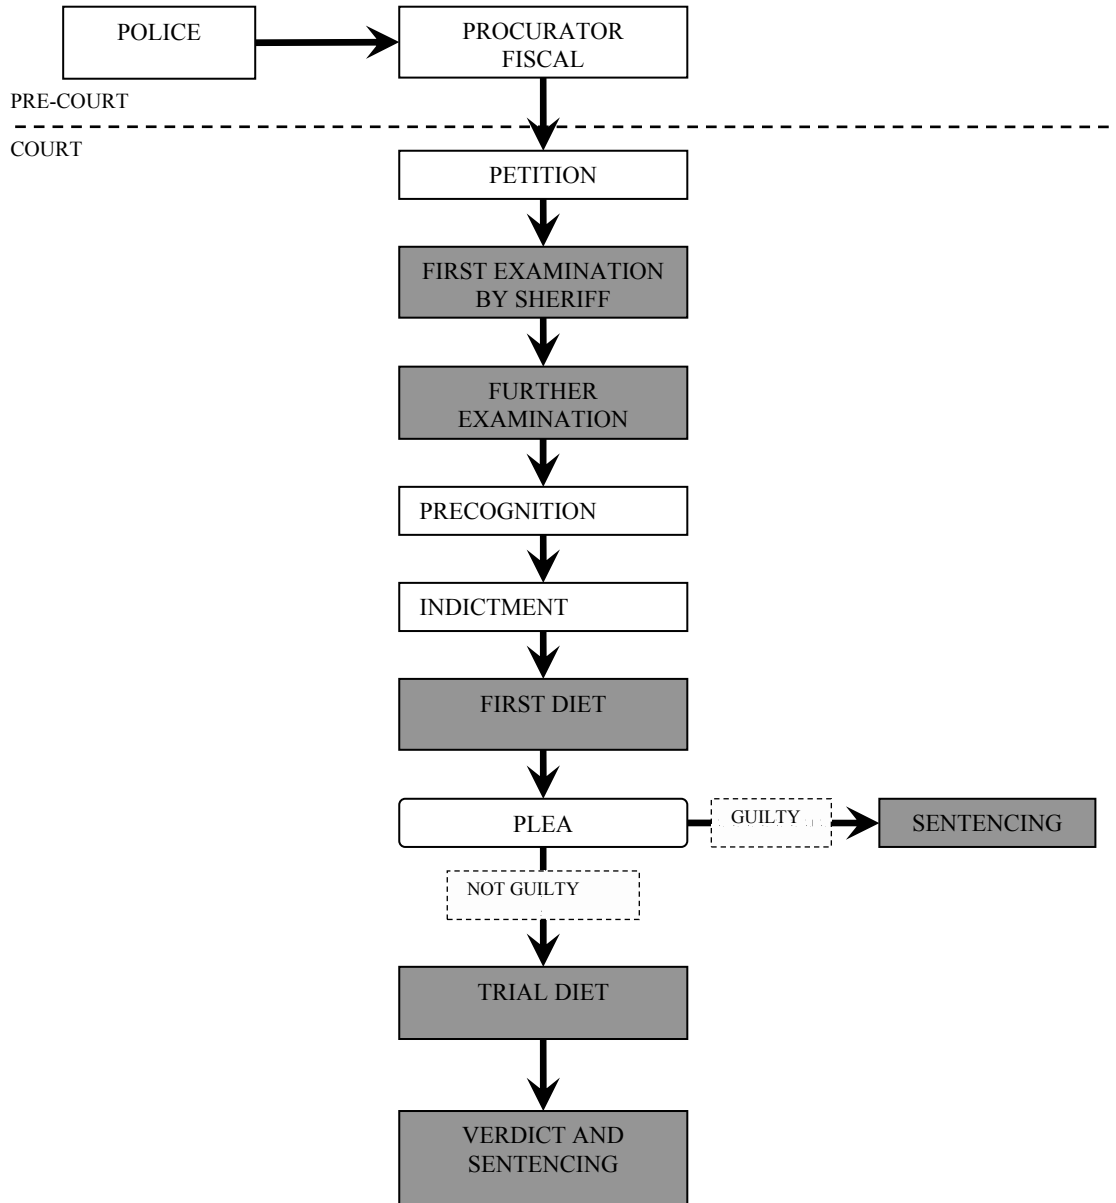 POLICE
PROCURATOR
FISCAL
PRE-COURT
COURT
PETITION
FIRST EXAMINATION
BY SHERIFF
FURTHER
EXAMINATION
PRECOGNITION
INDICTMENT
FIRST DIET
PLEA
GUILTY
SENTENCING
NOT GUILTY
TRIAL DIET
VERDICT AND
SENTENCING